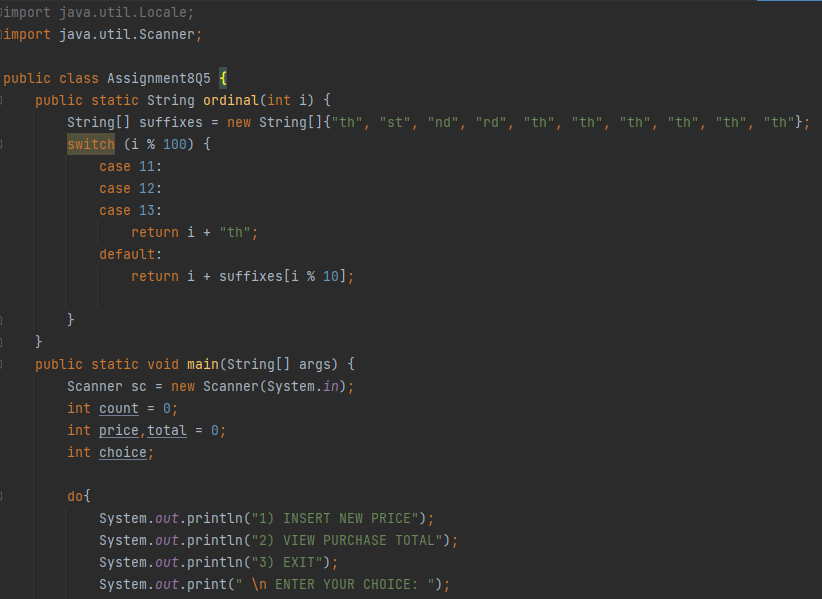 import java.util.Locale;
import java.util.Scanner;
public class Assignment8Q5 {
public static String ordinal(int i) {
String[] suffixes = new String[]{"th", "st", "nd", "rd", "th", "th", "th", "th", "th", "th"};
switch (i % 100) {
case 11:
case 12:
case 13:
return i + "th";
default:
return i + suffixes[i % 10];
}
}
public static void main(String[] args) {
Scanner sc = new Scanner(System.in);
int count = 0;
int price,total = 0;
int choice;
do{
System.out.println("1) INSERT NEW PRICE");
System.out.println("2) VIEW PURCHASE TOTAL");
System.out.println("3) EXIT");
System.out.print(" \n ENTER YOUR CHOICE: ");